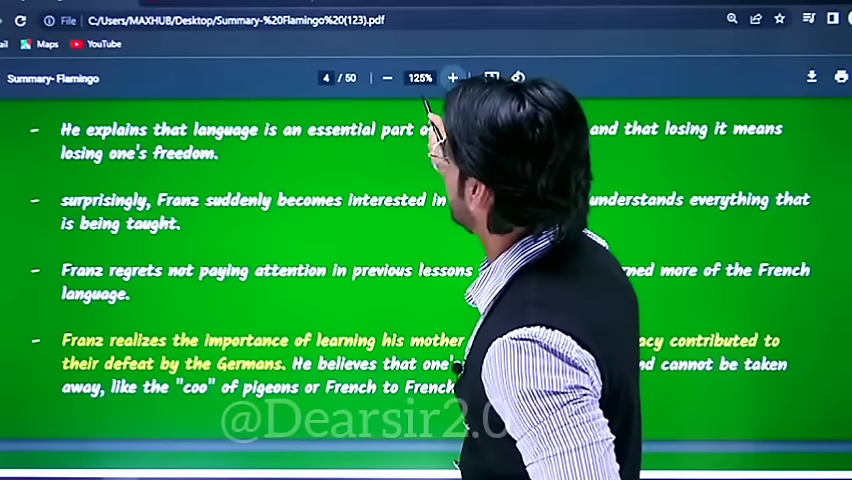 File | C:/Users/MAXHUB/Desktop/Summary-%20Flamingo%20(123).pdf
ail Maps YouTube
Summary- Flamingo 4 / 50 | — 125% +
- He explains that language is an essential part o and that losing it means
losing one's freedom.
- surprisingly, Franz suddenly becomes interested in understands everything that
is being taught.
- Franz regrets not paying attention in previous lessons rned more of the French
language.
- Franz realizes the importance of learning his mother acy contributed to
their defeat by the Germans. He believes that one's nd cannot be taken
away, like the "coo" of pigeons or French to French
@Dearsir2.0